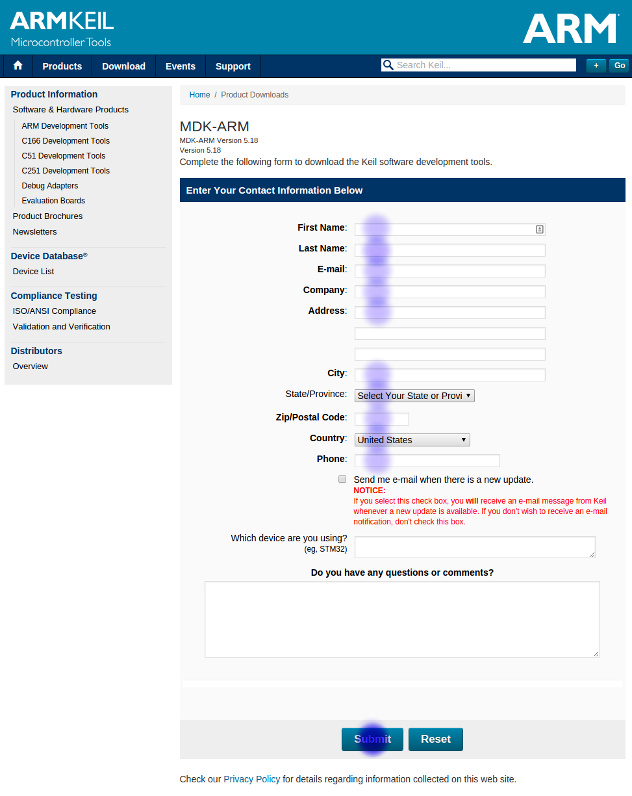 ARMKEIL
Microcontroller Tools
ARM
Products
Download
Events
Support
Search Keil...
+
Go
Product Information
Software & Hardware Products
ARM Development Tools
C166 Development Tools
C51 Development Tools
C251 Development Tools
Debug Adapters
Evaluation Boards
Product Brochures
Newsletters
Device Database®
Device List
Compliance Testing
ISO/ANSI Compliance
Validation and Verification
Distributors
Overview
Home / Product Downloads
MDK-ARM
MDK-ARM Version 5.18
Version 5.18
Complete the following form to download the Keil software development tools.
Enter Your Contact Information Below
First Name:
Last Name:
E-mail:
Company:
Address:
City:
State/Province: Select Your State or Provi
Zip/Postal Code:
Country: United States
Phone:
Send me e-mail when there is a new update.
NOTICE:
If you select this check box, you will receive an e-mail message from Keil
whenever a new update is available. If you don't wish to receive an e-mail
notification, don't check this box.
Which device are you using?
(eg, STM32)
Do you have any questions or comments?
Submit
Reset
Check our Privacy Policy for details regarding information collected on this web site.